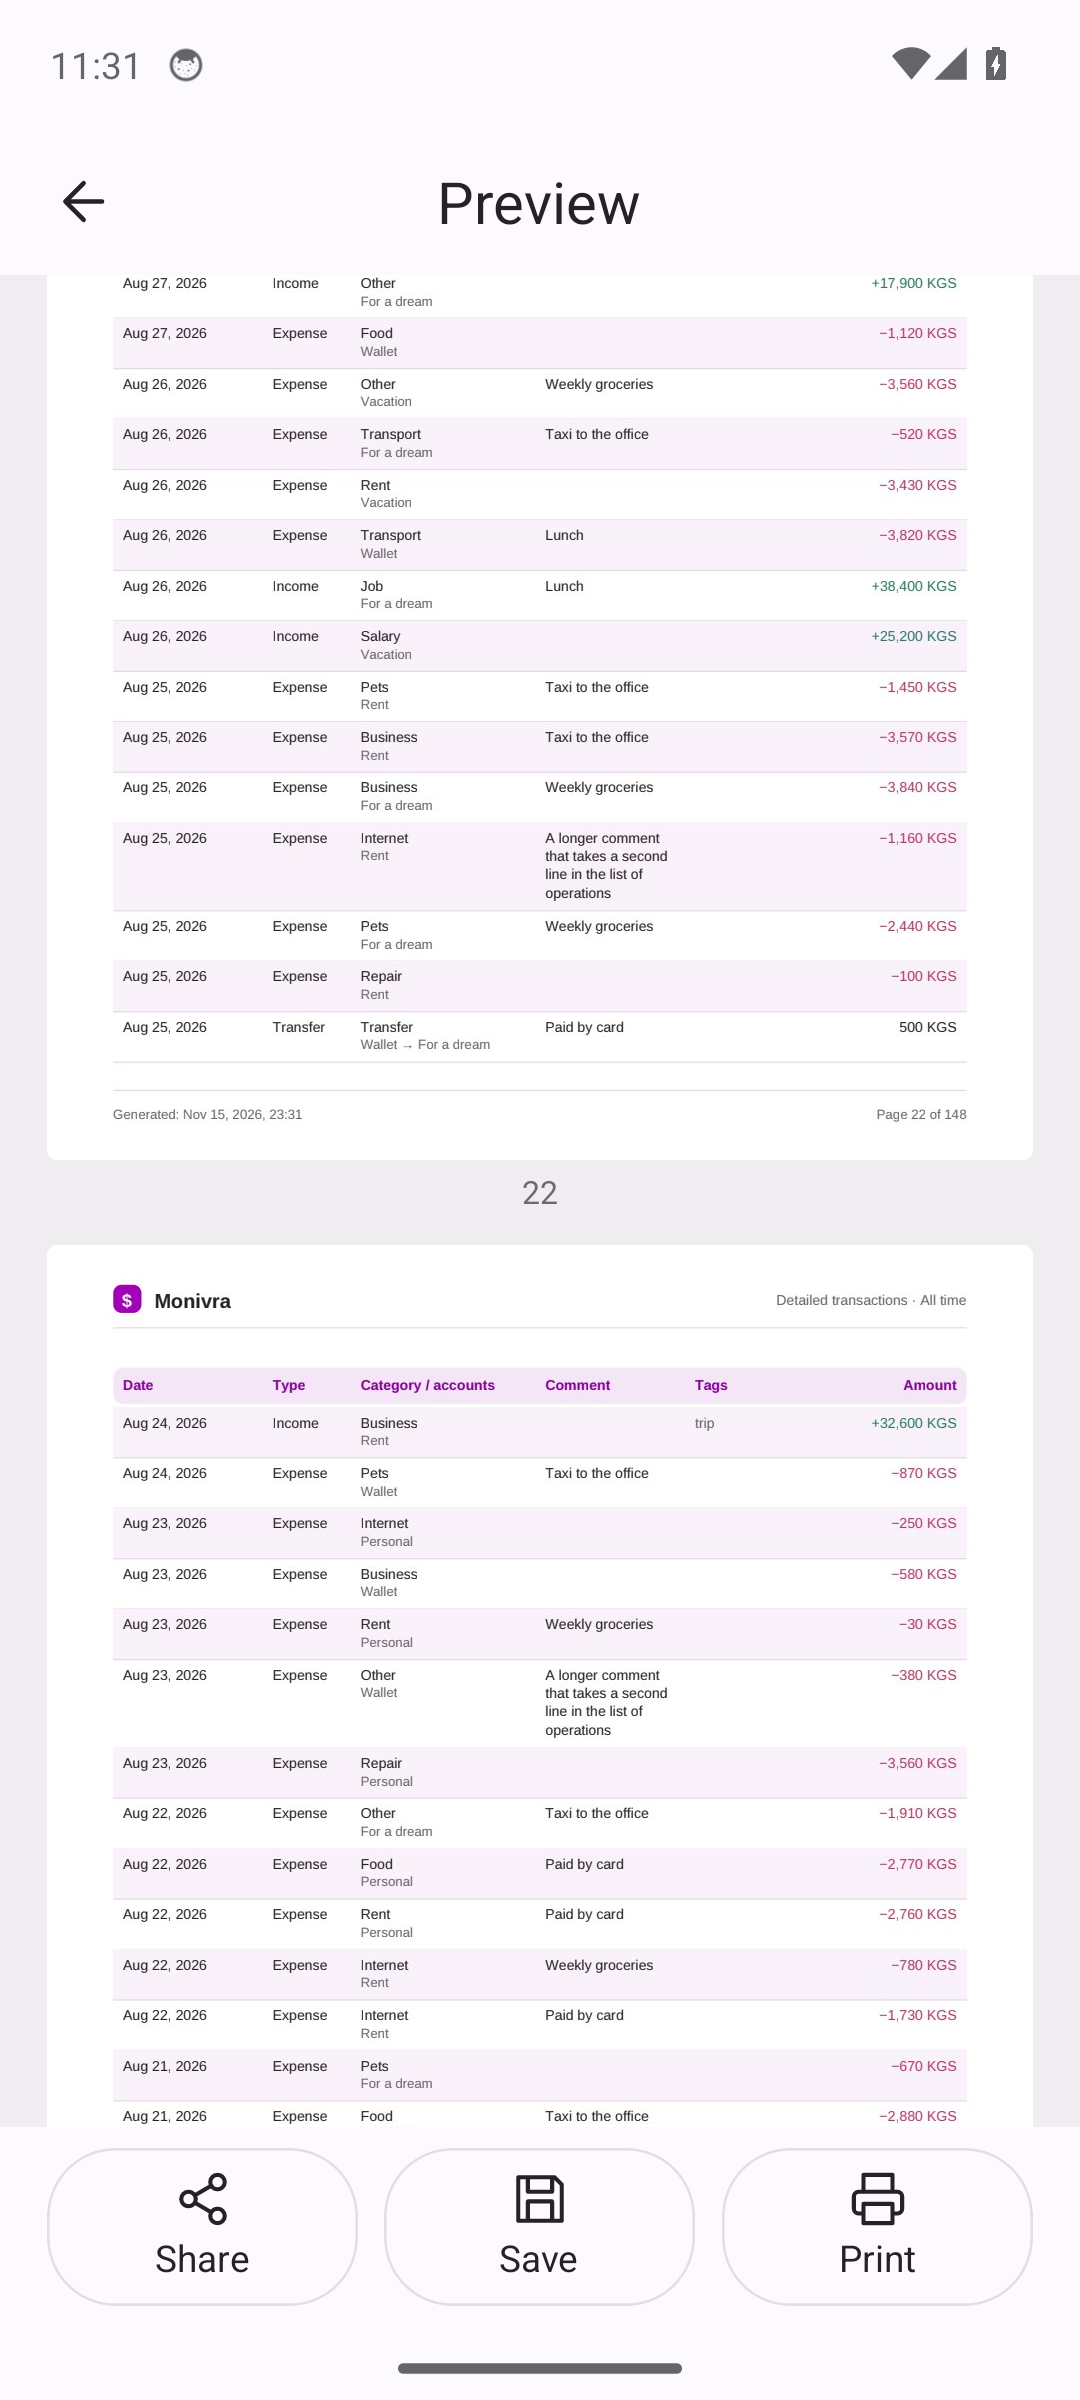 11:31
Preview
Aug 27, 2026 Income Other +17,900 KGS
For a dream
Aug 27, 2026 Expense Food −1,120 KGS
Wallet
Aug 26, 2026 Expense Other Weekly groceries −3,560 KGS
Vacation
Aug 26, 2026 Expense Transport Taxi to the office −520 KGS
For a dream
Aug 26, 2026 Expense Rent −3,430 KGS
Vacation
Aug 26, 2026 Expense Transport Lunch −3,820 KGS
Wallet
Aug 26, 2026 Income Job Lunch +38,400 KGS
For a dream
Aug 26, 2026 Income Salary +25,200 KGS
Vacation
Aug 25, 2026 Expense Pets Taxi to the office −1,450 KGS
Rent
Aug 25, 2026 Expense Business Taxi to the office −3,570 KGS
Rent
Aug 25, 2026 Expense Business Weekly groceries −3,840 KGS
For a dream
Aug 25, 2026 Expense Internet A longer comment −1,160 KGS
Rent that takes a second
line in the list of
operations
Aug 25, 2026 Expense Pets Weekly groceries −2,440 KGS
For a dream
Aug 25, 2026 Expense Repair −100 KGS
Rent
Aug 25, 2026 Transfer Transfer Paid by card 500 KGS
Wallet → For a dream
Generated: Nov 15, 2026, 23:31 Page 22 of 148
22
$ Monivra Detailed transactions · All time
Date Type Category / accounts Comment Tags Amount
Aug 24, 2026 Income Business trip +32,600 KGS
Rent
Aug 24, 2026 Expense Pets Taxi to the office −870 KGS
Wallet
Aug 23, 2026 Expense Internet −250 KGS
Personal
Aug 23, 2026 Expense Business −580 KGS
Wallet
Aug 23, 2026 Expense Rent Weekly groceries −30 KGS
Personal
Aug 23, 2026 Expense Other A longer comment −380 KGS
Wallet that takes a second
line in the list of
operations
Aug 23, 2026 Expense Repair −3,560 KGS
Personal
Aug 22, 2026 Expense Other Taxi to the office −1,910 KGS
For a dream
Aug 22, 2026 Expense Food Paid by card −2,770 KGS
Personal
Aug 22, 2026 Expense Rent Paid by card −2,760 KGS
Personal
Aug 22, 2026 Expense Internet Weekly groceries −780 KGS
Rent
Aug 22, 2026 Expense Internet Paid by card −1,730 KGS
Rent
Aug 21, 2026 Expense Pets −670 KGS
For a dream
Aug 21, 2026 Expense Food Taxi to the office −2,880 KGS
Share Save Print